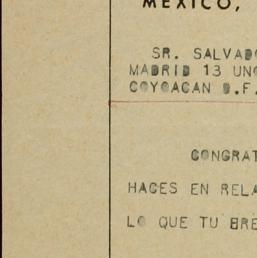 MEXICO,
SR. SALVADO
MADRID 13 UNO
COYOACAN D.F.
CONGRAT
HACES EN RELA
LO QUE TU BRE